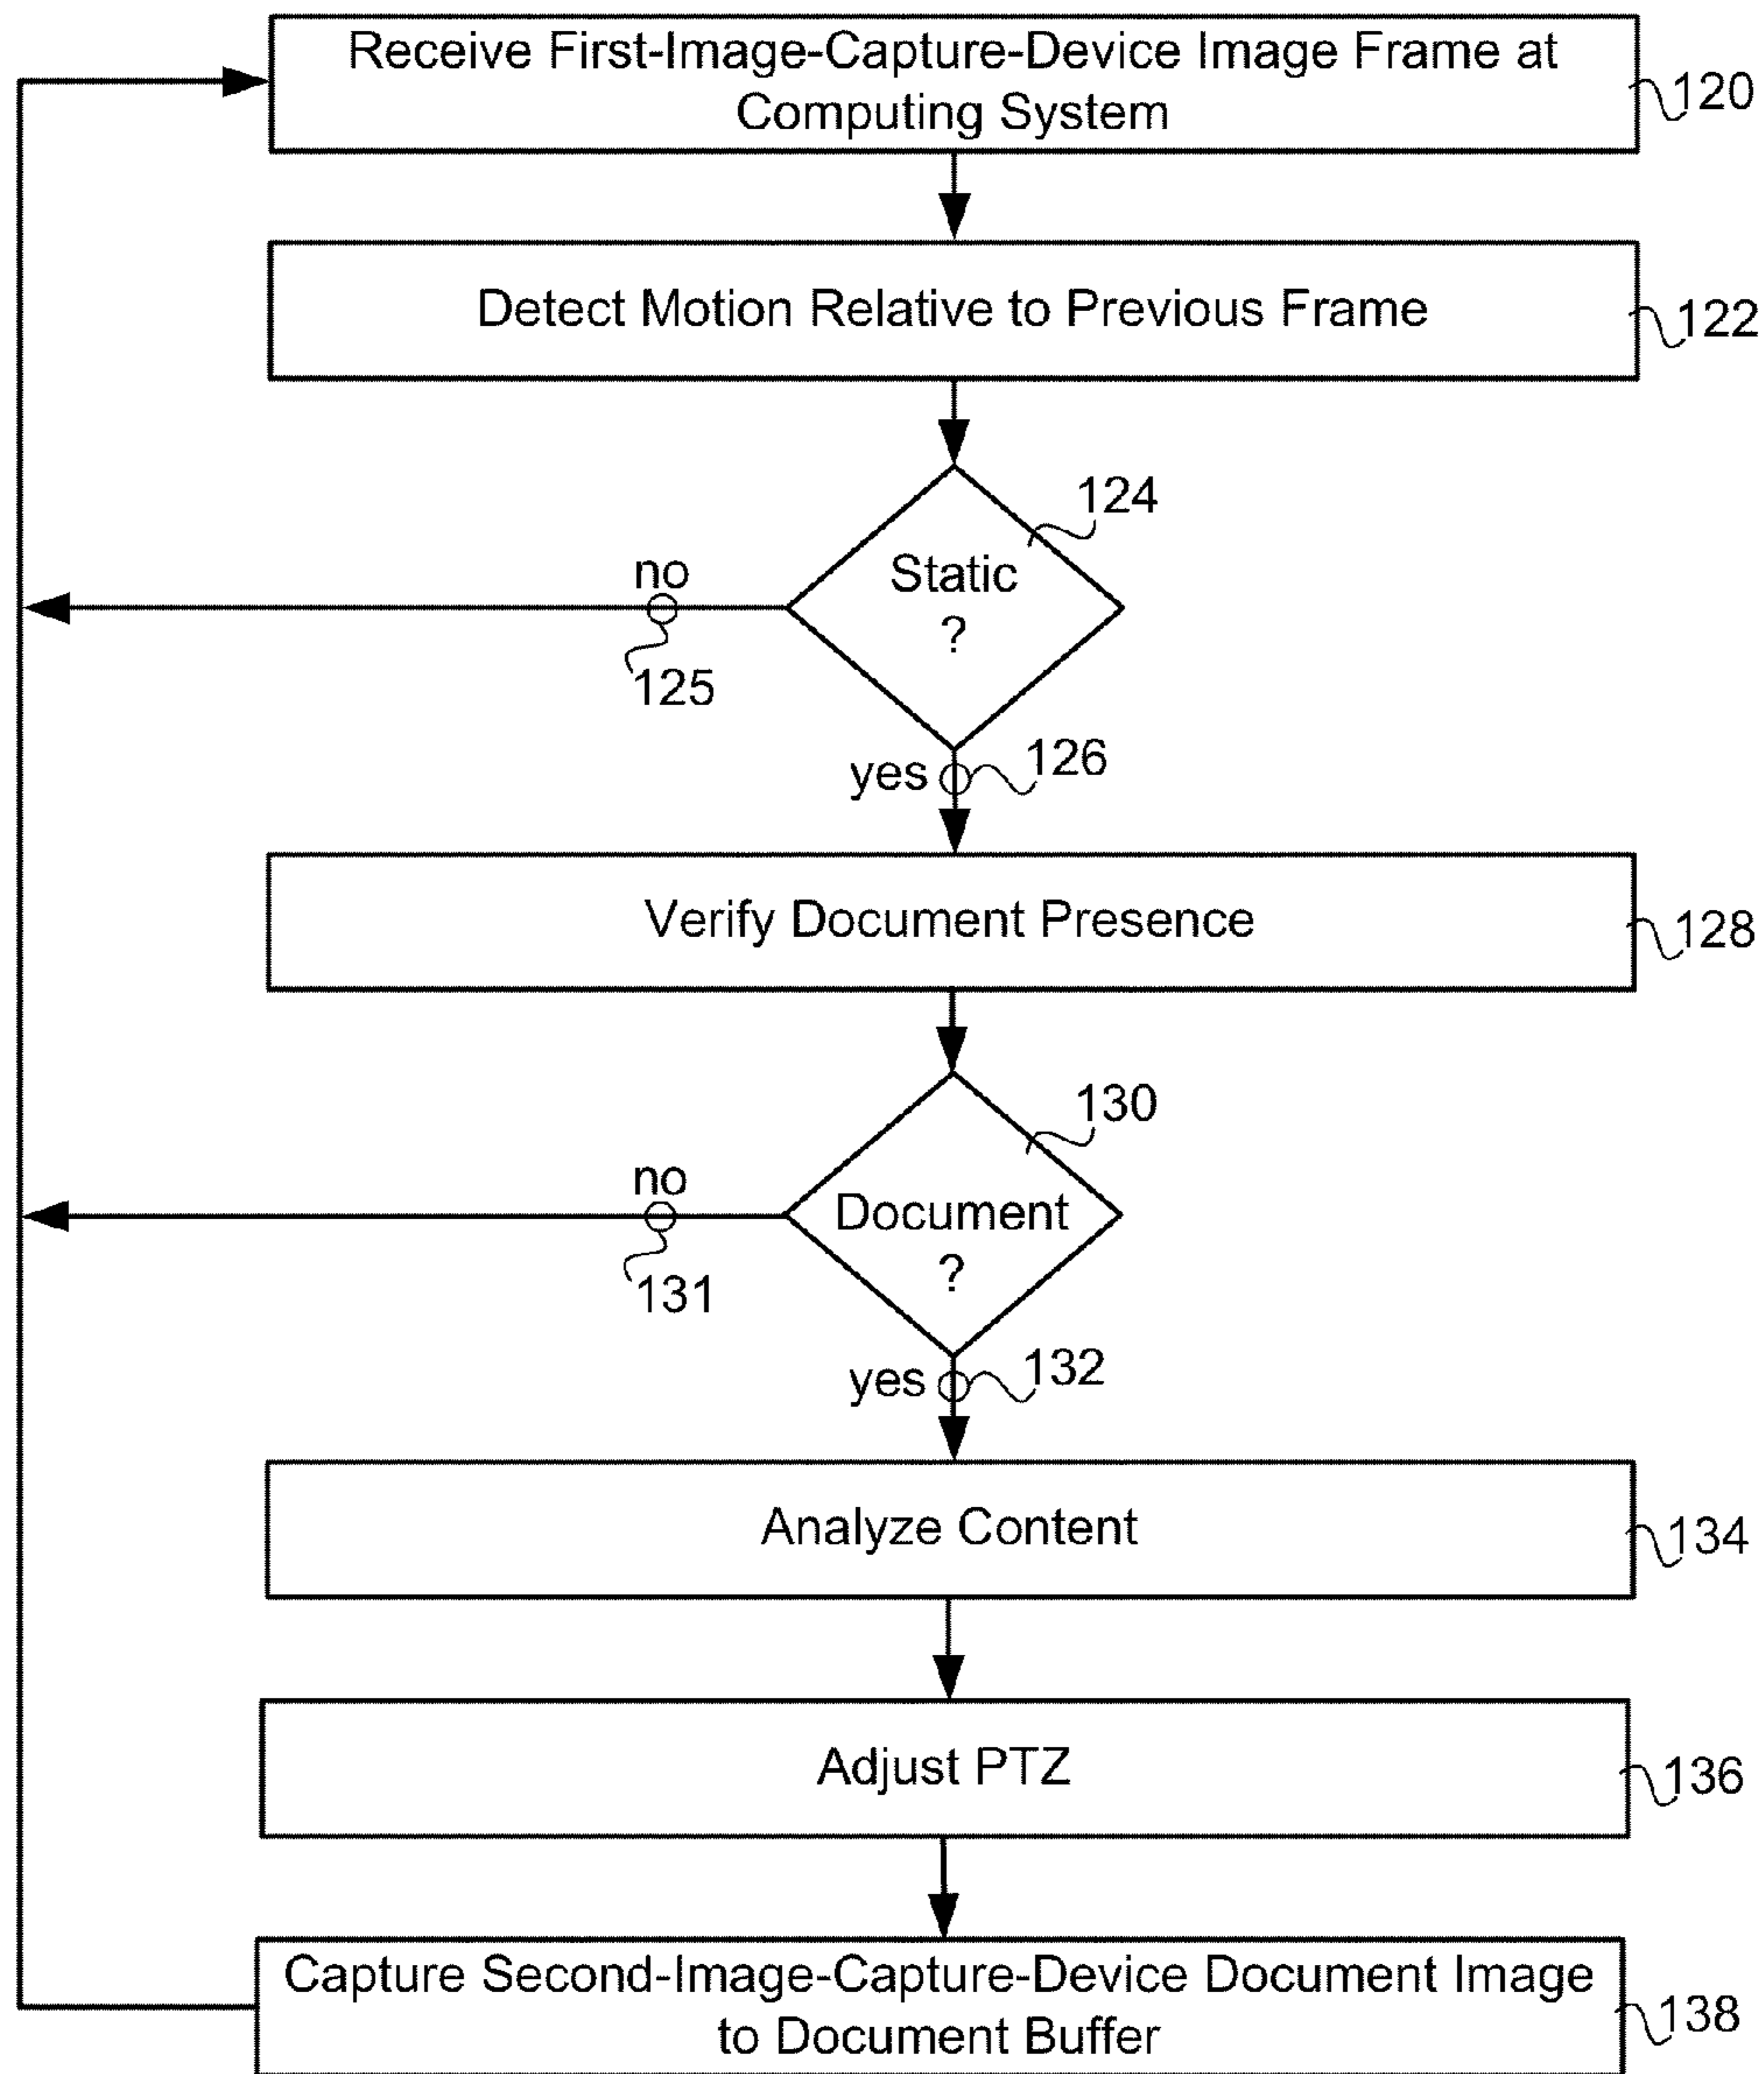 Receive First-Image-Capture-Device Image Frame at
Computing System
120
Detect Motion Relative to Previous Frame
122
124
Static
?
no
125
yes
126
Verify Document Presence
128
130
Document
?
no
131
yes
132
Analyze Content
134
Adjust PTZ
136
Capture Second-Image-Capture-Device Document Image
to Document Buffer
138